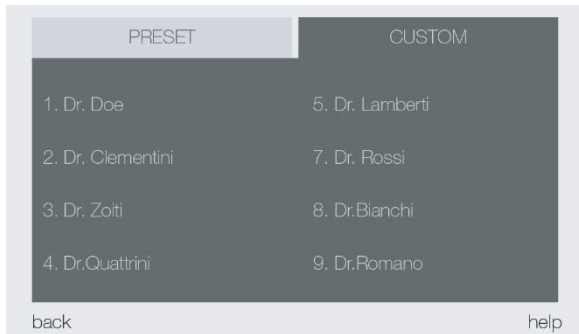 PRESET
CUSTOM
1. Dr. Doe
2. Dr. Clementini
3. Dr. Zoiti
4. Dr.Quattrini
5. Dr. Lamberti
7. Dr. Rossi
8. Dr.Bianchi
9. Dr.Romano
back
help